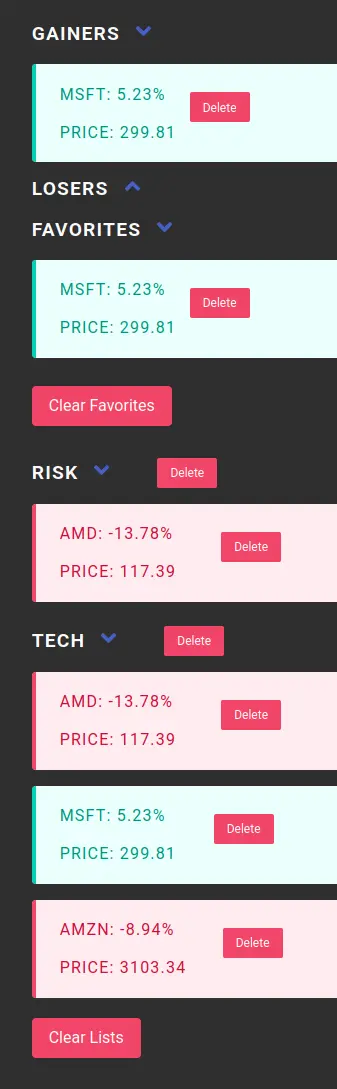 GAINERS
MSFT: 5.23%
Delete
PRICE: 299.81
LOSERS
FAVORITES
MSFT: 5.23%
Delete
PRICE: 299.81
Clear Favorites
RISK
Delete
AMD: -13.78%
Delete
PRICE: 117.39
TECH
Delete
AMD: -13.78%
Delete
PRICE: 117.39
MSFT: 5.23%
Delete
PRICE: 299.81
AMZN: -8.94%
Delete
PRICE: 3103.34
Clear Lists